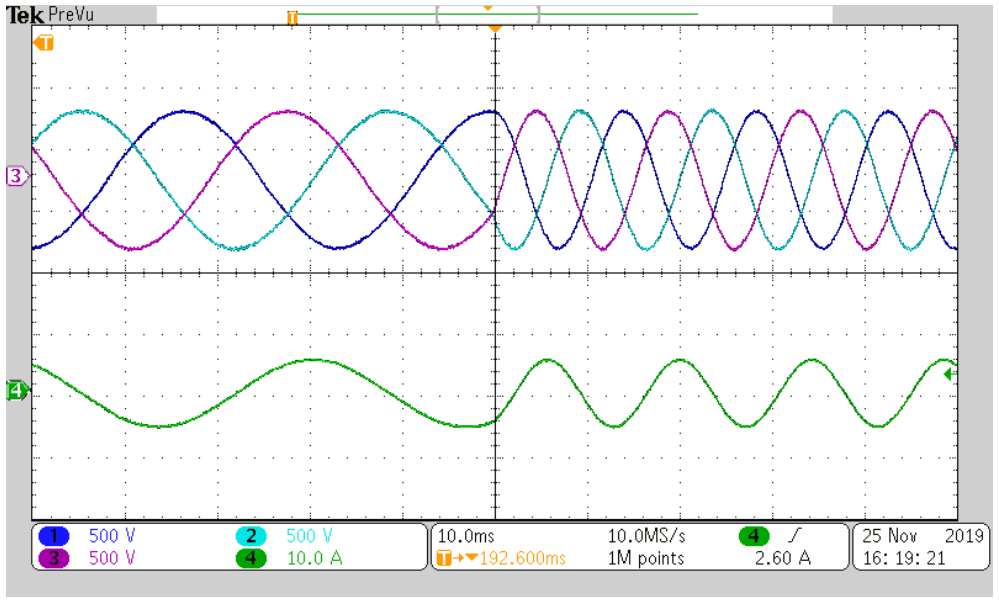 Tek PreVu
T
T
3
4
1 500 V 2 500 V 10.0ms 10.0MS/s 4 25 Nov 2019
3 500 V 4 10.0 A T→▼192.600ms 1M points 2.60 A 16:19:21